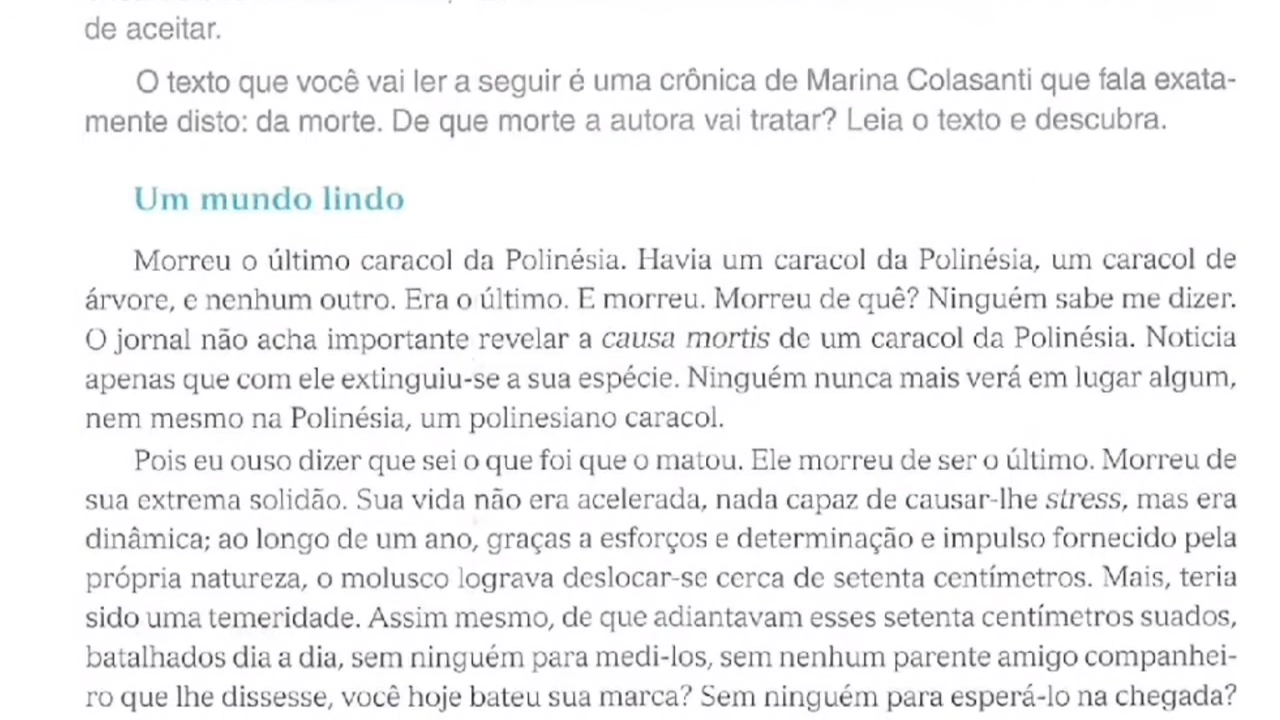 de aceitar.
O texto que você vai ler a seguir é uma crônica de Marina Colasanti que fala exata-
mente disto: da morte. De que morte a autora vai tratar? Leia o texto e descubra.
Um mundo lindo
Morreu o último caracol da Polinésia. Havia um caracol da Polinésia, um caracol de
árvore, e nenhum outro. Era o último. E morreu. Morreu de quê? Ninguém sabe me dizer.
O jornal não acha importante revelar a causa mortis de um caracol da Polinésia. Noticia
apenas que com ele extinguiu-se a sua espécie. Ninguém nunca mais verá em lugar algum,
nem mesmo na Polinésia, um polinesiano caracol.
Pois eu ouso dizer que sei o que foi que o matou. Ele morreu de ser o último. Morreu de
sua extrema solidão. Sua vida não era acelerada, nada capaz de causar-lhe stress, mas era
dinâmica; ao longo de um ano, graças a esforços e determinação e impulso fornecido pela
própria natureza, o molusco lograva deslocar-se cerca de setenta centímetros. Mais, teria
sido uma temeridade. Assim mesmo, de que adiantavam esses setenta centímetros suados,
batalhados dia a dia, sem ninguém para medi-los, sem nenhum parente amigo companhei-
ro que lhe dissesse, você hoje bateu sua marca? Sem ninguém para esperá-lo na chegada?